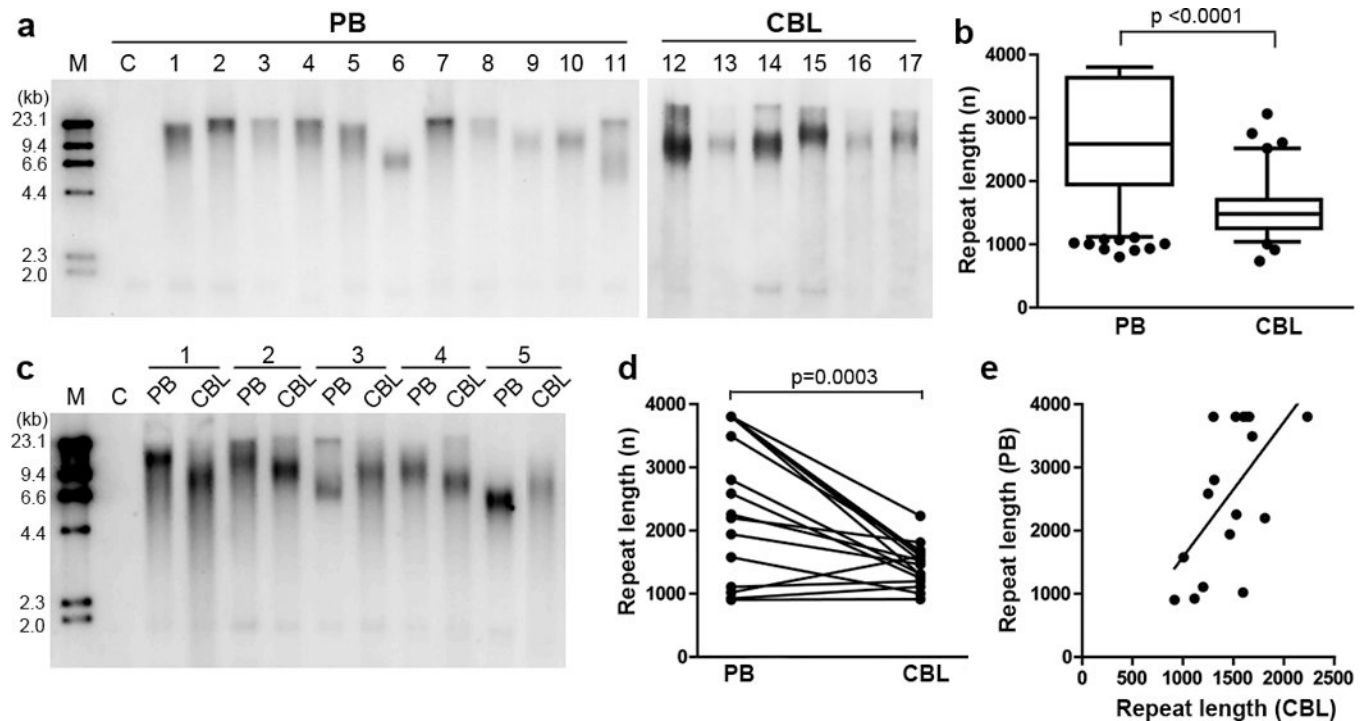 a
PB
CBL
M C 1 2 3 4 5 6 7 8 9 10 11
12 13 14 15 16 17
(kb)
23.1
9.4
6.6
4.4
2.3
2.0
b
p <0.0001
Repeat length (n)
4000
3000
2000
1000
0
PB CBL
c
1 2 3 4 5
M C PB CBL PB CBL PB CBL PB CBL PB CBL
(kb)
23.1
9.4
6.6
4.4
2.3
2.0
d
p=0.0003
Repeat length (n)
4000
3000
2000
1000
0
PB CBL
e
Repeat length (PB)
4000
3000
2000
1000
0
0 500 1000 1500 2000 2500
Repeat length (CBL)